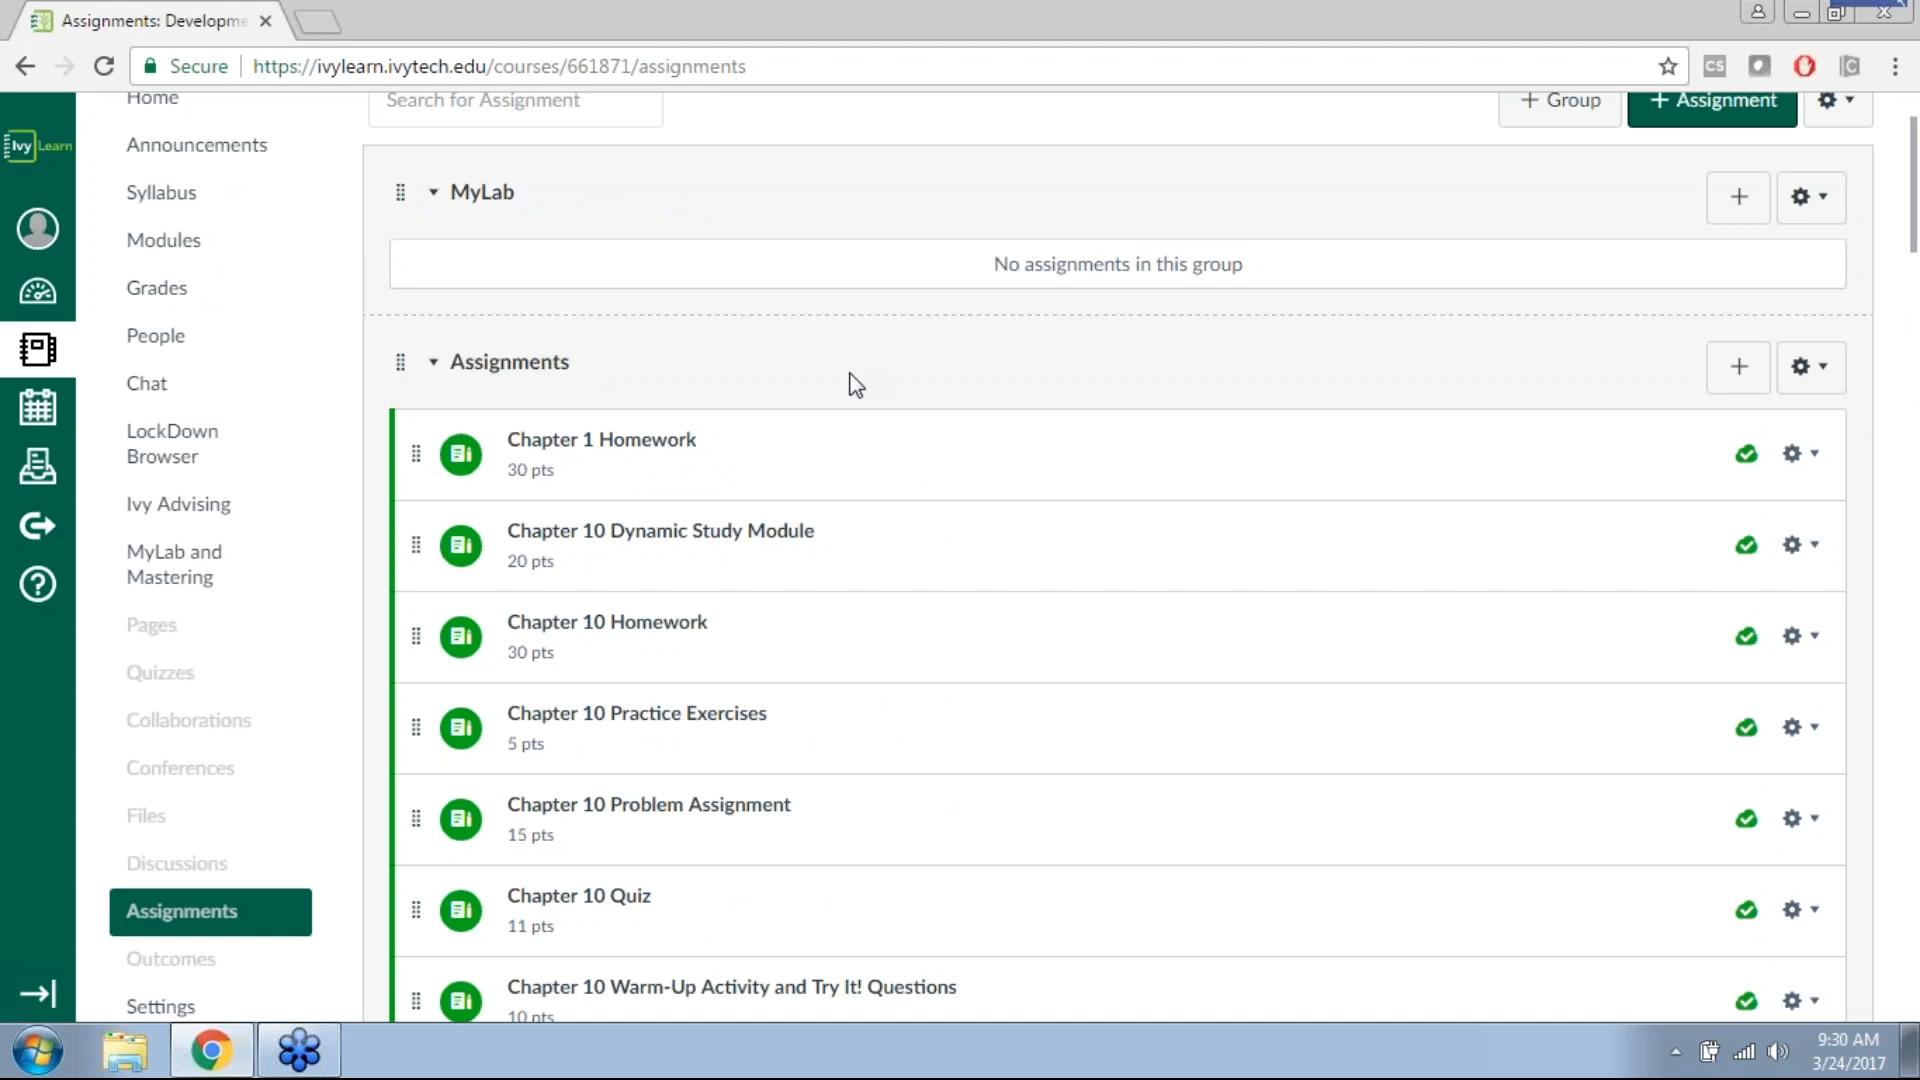 Assignments: Developme
Secure
https://ivylearn.ivytech.edu/courses/661871/assignments
CS
C
Ivy Learn
Home
Announcements
Syllabus
Modules
Grades
People
Chat
LockDown
Browser
Ivy Advising
MyLab and
Mastering
Pages
Quizzes
Collaborations
Conferences
Files
Discussions
Assignments
Outcomes
Settings
Search for Assignment
+ Group
+ Assignment
MyLab
No assignments in this group
Assignments
Chapter 1 Homework
30 pts
Chapter 10 Dynamic Study Module
20 pts
Chapter 10 Homework
30 pts
Chapter 10 Practice Exercises
5 pts
Chapter 10 Problem Assignment
15 pts
Chapter 10 Quiz
11 pts
Chapter 10 Warm-Up Activity and Try It! Questions
10 pts
9:30 AM
3/24/2017